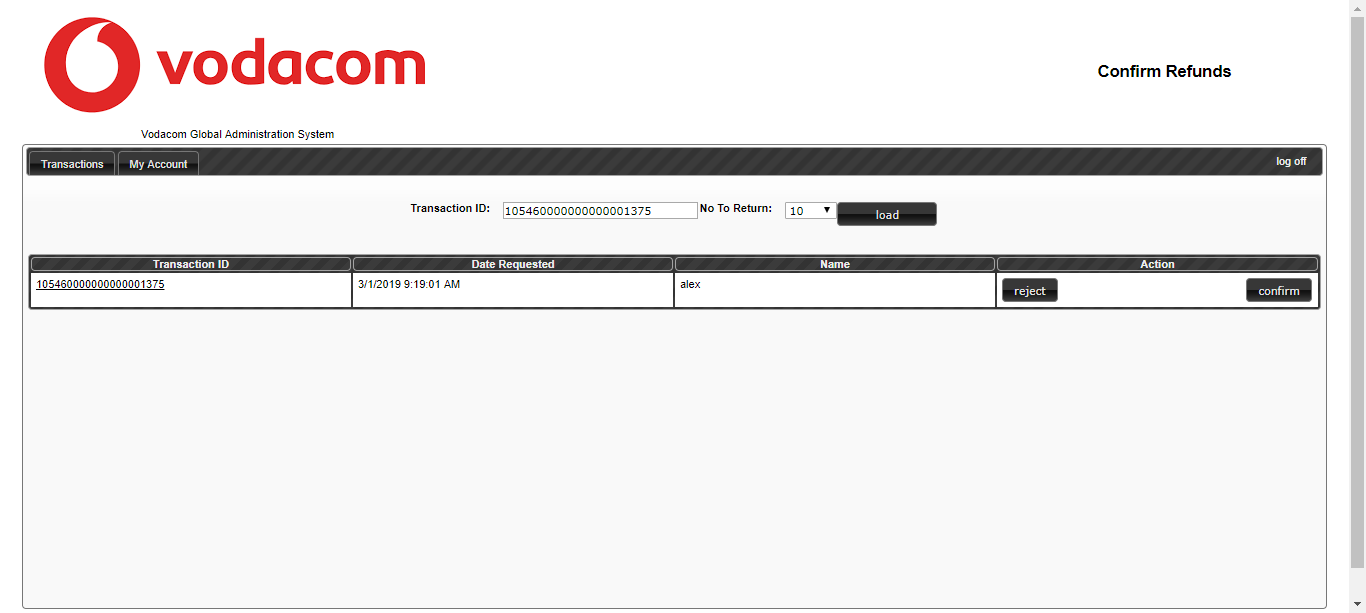 vodacom
Confirm Refunds
Vodacom Global Administration System
Transactions My Account log off
Transaction ID: 105460000000000001375 No To Return: 10 load
Transaction ID Date Requested Name Action
105460000000000001375 3/1/2019 9:19:01 AM alex reject confirm